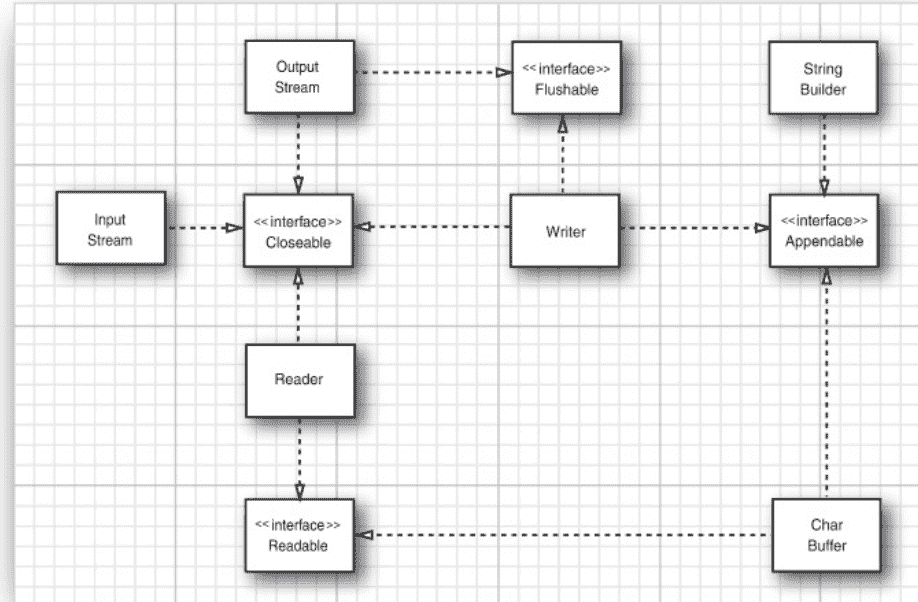 Output
Stream
<<interface>>
Flushable
String
Builder
Input
Stream
<<interface>>
Closeable
Writer
<<interface>>
Appendable
Reader
<<interface>>
Readable
Char
Buffer